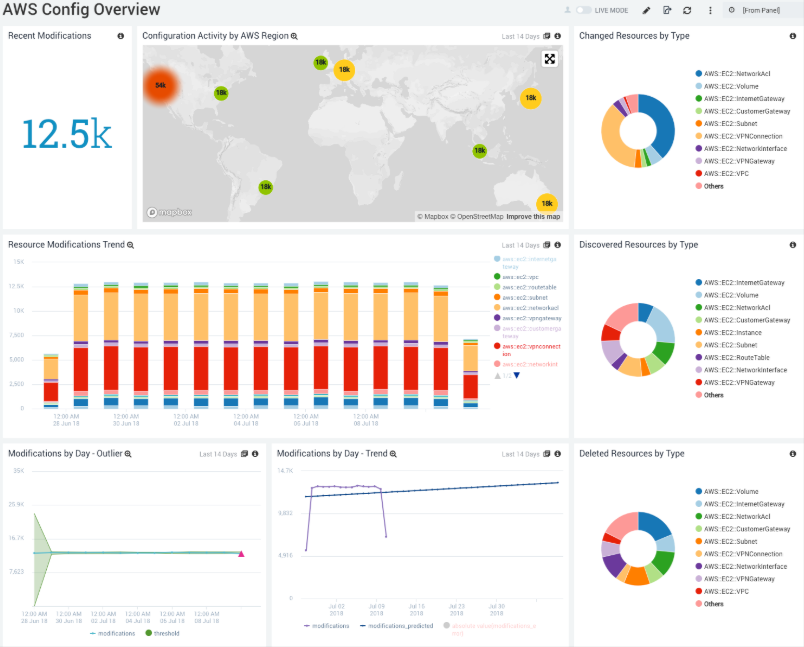 AWS Config Overview
LIVE MODE
[From Panel]
Recent Modifications
12.5k
Configuration Activity by AWS Region
Last 14 Days
54k
18k
18k
18k
18k
18k
18k
18k
mapbox
© Mapbox © OpenStreetMap Improve this map
Changed Resources by Type
AWS::EC2::NetworkAcl
AWS::EC2::Volume
AWS::EC2::InternetGateway
AWS::EC2::CustomerGateway
AWS::EC2::Subnet
AWS::EC2::VPNConnection
AWS::EC2::NetworkInterface
AWS::EC2::VPNGateway
AWS::EC2::VPC
Others
Resource Modifications Trend
Last 14 Days
15K
10K
7,500
5,000
2,500
0
12:00 AM
28 Jun 18
12:00 AM
30 Jun 18
12:00 AM
02 Jul 18
12:00 AM
04 Jul 18
12:00 AM
06 Jul 18
12:00 AM
08 Jul 18
aws::ec2::internetga
teway
aws::ec2::vpc
aws::ec2::routetable
aws::ec2::subnet
aws::ec2::networkacl
aws::ec2::vpngateway
aws::ec2::customerga
teway
aws::ec2::vpnconnect
ion
aws::ec2::networkint
Discovered Resources by Type
AWS::EC2::InternetGateway
AWS::EC2::Volume
AWS::EC2::NetworkAcl
AWS::EC2::CustomerGateway
AWS::EC2::Instance
AWS::EC2::Subnet
AWS::EC2::RouteTable
AWS::EC2::NetworkInterface
AWS::EC2::VPNGateway
Others
Modifications by Day - Outlier
Last 14 Days
35K
7,623
12:00 AM
28 Jun 18
12:00 AM
30 Jun 18
12:00 AM
02 Jul 18
12:00 AM
04 Jul 18
12:00 AM
06 Jul 18
12:00 AM
08 Jul 18
modifications
threshold
Modifications by Day - Trend
Last 14 Days
14.7K
4,916
0
Jul 02
2018
Jul 09
2018
Jul 16
2018
Jul 23
2018
Jul 30
2018
modifications
modifications_predicted
Deleted Resources by Type
AWS::EC2::Volume
AWS::EC2::InternetGateway
AWS::EC2::NetworkAcl
AWS::EC2::CustomerGateway
AWS::EC2::Subnet
AWS::EC2::VPNConnection
AWS::EC2::NetworkInterface
AWS::EC2::VPNGateway
AWS::EC2::VPC
Others